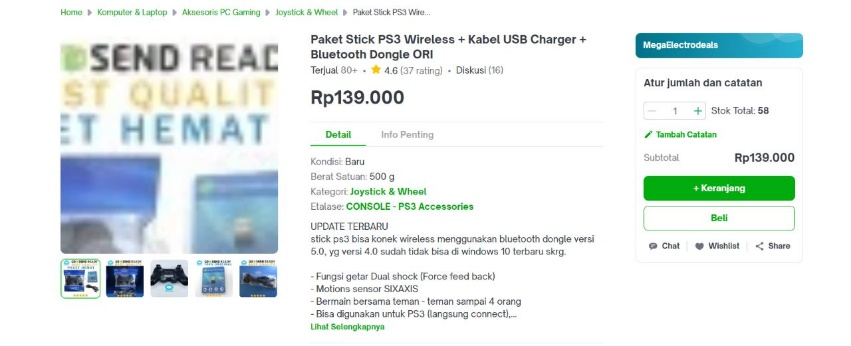 Home Komputer & Laptop Aksesoris PC Gaming Joystick & Wheel Paket Stick PS3 Wire...
SEND READ
ST QUALIT
ET HEMAT
Paket Stick PS3 Wireless + Kabel USB Charger +
Bluetooth Dongle ORI
Terjual 80+ • 4.6 (37 rating) • Diskusi (16)
Rp139.000
Detail Info Penting
Kondisi: Baru
Berat Satuan: 500 g
Kategori: Joystick & Wheel
Etalase: CONSOLE - PS3 Accessories
UPDATE TERBARU
stick ps3 bisa konek wireless menggunakan bluetooth dongle versi
5.0, yg versi 4.0 sudah tidak bisa di windows 10 terbaru skrg.
- Fungsi getar Dual shock (Force feed back)
- Motions sensor SIXAXIS
- Bermain bersama teman - teman sampai 4 orang
- Bisa digunakan untuk PS3 (langsung connect),...
Lihat Selengkapnya
MegaElectrodeals
Atur jumlah dan catatan
− 1 + Stok Total: 58
Tambah Catatan
Subtotal Rp139.000
+ Keranjang
Beli
Chat Wishlist Share